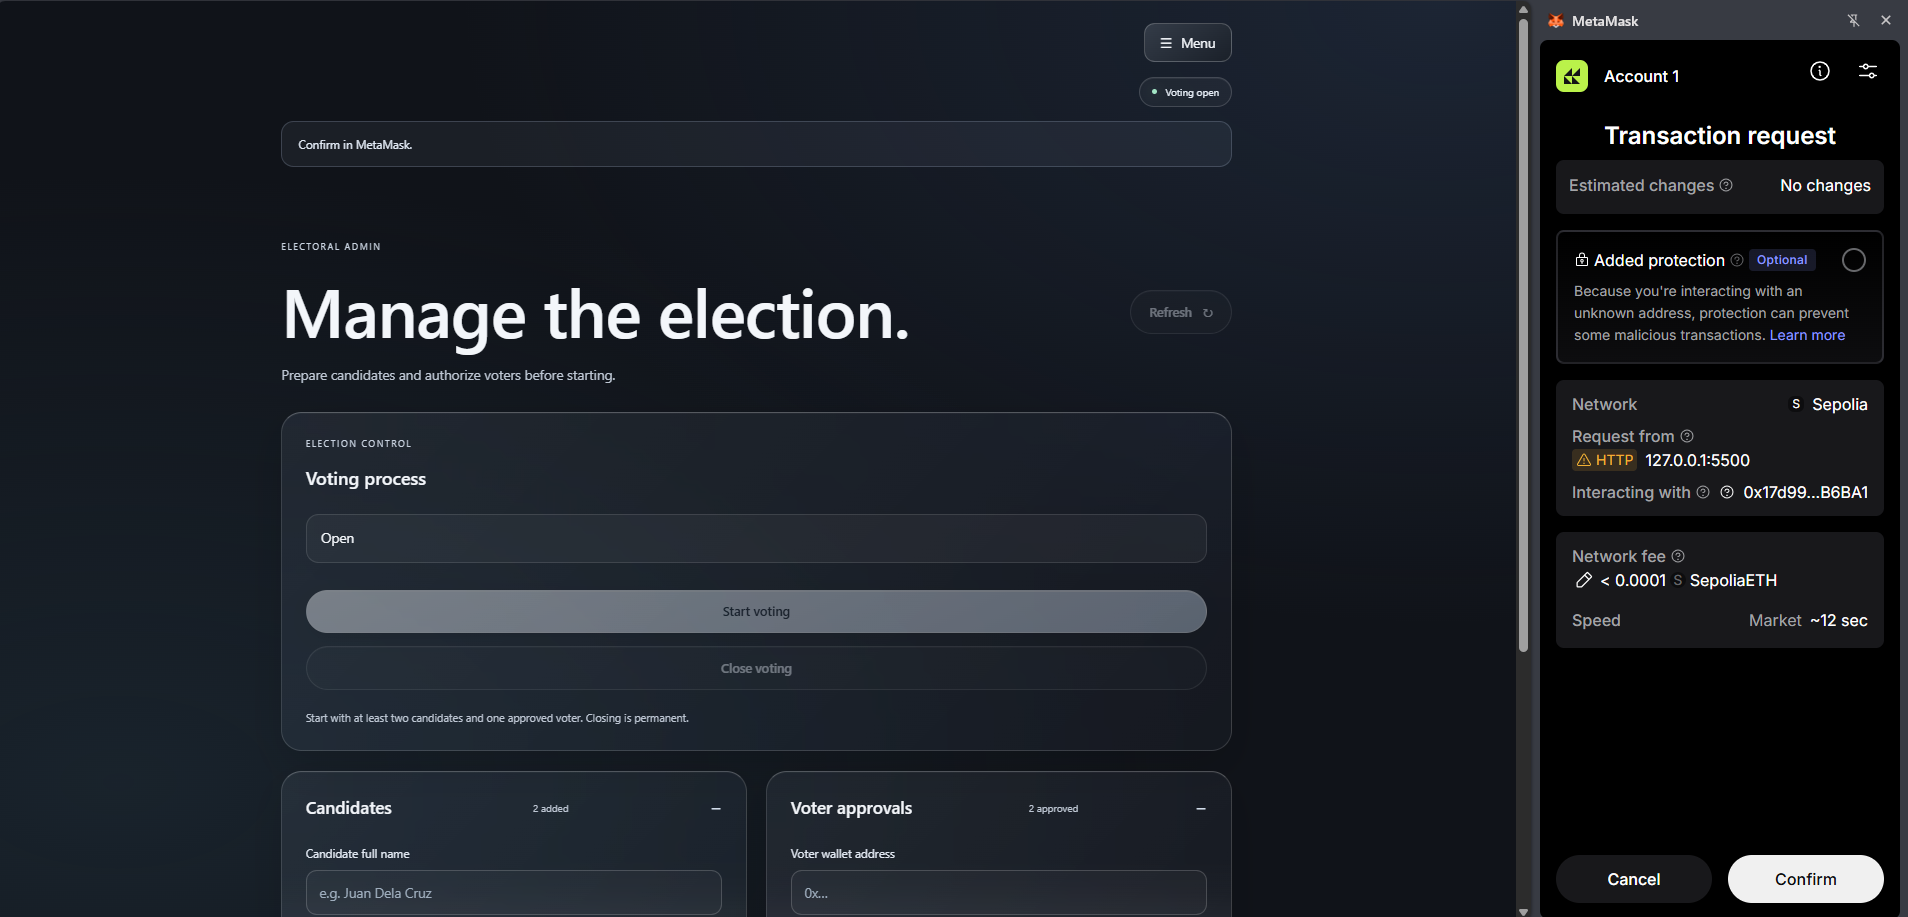 Menu
Voting open
Confirm in MetaMask.
ELECTORAL ADMIN
Manage the election.
Refresh
Prepare candidates and authorize voters before starting.
ELECTION CONTROL
Voting process
Open
Start voting
Close voting
Start with at least two candidates and one approved voter. Closing is permanent.
Candidates 2 added
Candidate full name
e.g. Juan Dela Cruz
Voter approvals 2 approved
Voter wallet address
0x...
MetaMask
Account 1
Transaction request
Estimated changes No changes
Added protection Optional
Because you're interacting with an
unknown address, protection can prevent
some malicious transactions. Learn more
Network S Sepolia
Request from
HTTP 127.0.0.1:5500
Interacting with 0x17d99...B6BA1
Network fee
< 0.0001 S SepoliaETH
Speed Market ~12 sec
Cancel Confirm